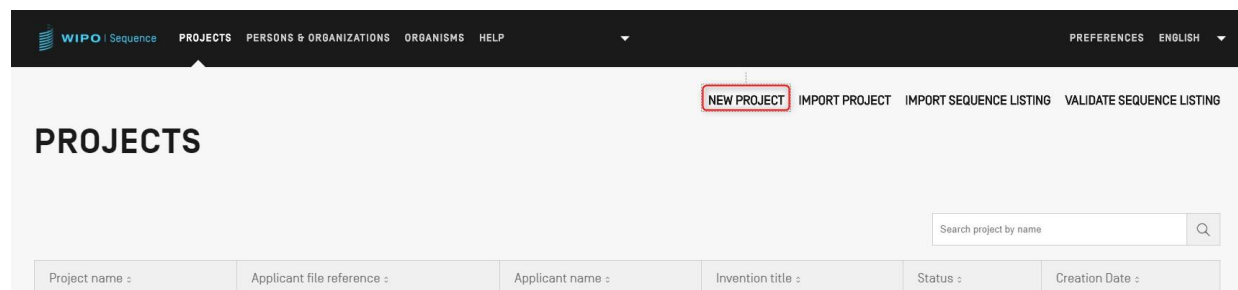 WIPO | Sequence PROJECTS PERSONS & ORGANIZATIONS ORGANISMS HELP PREFERENCES ENGLISH
NEW PROJECT IMPORT PROJECT IMPORT SEQUENCE LISTING VALIDATE SEQUENCE LISTING
PROJECTS
Search project by name
Project name Applicant file reference Applicant name Invention title Status Creation Date